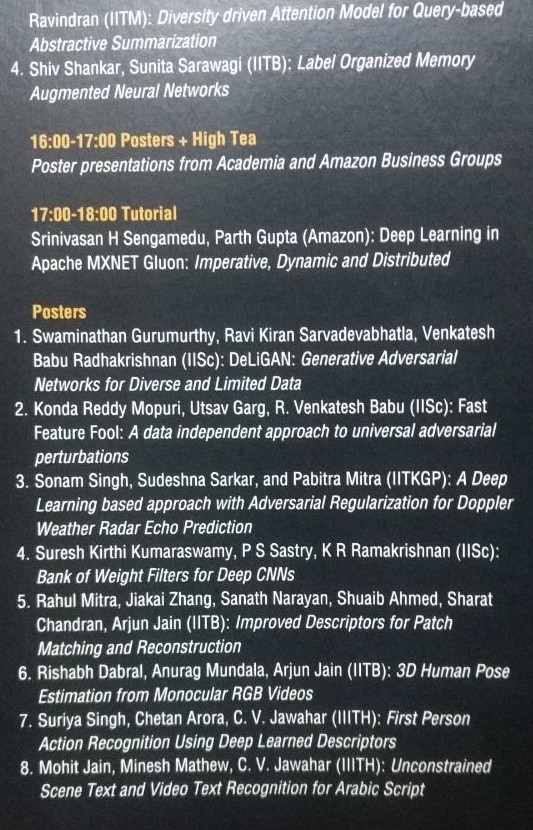 Ravindran (IITM): Diversity driven Attention Model for Query-based
Abstractive Summarization
4. Shiv Shankar, Sunita Sarawagi (IITB): Label Organized Memory
Augmented Neural Networks
16:00-17:00 Posters + High Tea
Poster presentations from Academia and Amazon Business Groups
17:00-18:00 Tutorial
Srinivasan H Sengamedu, Parth Gupta (Amazon): Deep Learning in
Apache MXNET Gluon: Imperative, Dynamic and Distributed
Posters
1. Swaminathan Gurumurthy, Ravi Kiran Sarvadevabhatla, Venkatesh
Babu Radhakrishnan (IISc): DeLiGAN: Generative Adversarial
Networks for Diverse and Limited Data
2. Konda Reddy Mopuri, Utsav Garg, R. Venkatesh Babu (IISc): Fast
Feature Fool: A data independent approach to universal adversarial
perturbations
3. Sonam Singh, Sudeshna Sarkar, and Pabitra Mitra (IITKGP): A Deep
Learning based approach with Adversarial Regularization for Doppler
Weather Radar Echo Prediction
4. Suresh Kirthi Kumaraswamy, P S Sastry, K R Ramakrishnan (IISc):
Bank of Weight Filters for Deep CNNs
5. Rahul Mitra, Jiakai Zhang, Sanath Narayan, Shuaib Ahmed, Sharat
Chandran, Arjun Jain (IITB): Improved Descriptors for Patch
Matching and Reconstruction
6. Rishabh Dabral, Anurag Mundala, Arjun Jain (IITB): 3D Human Pose
Estimation from Monocular RGB Videos
7. Suriya Singh, Chetan Arora, C. V. Jawahar (IIITH): First Person
Action Recognition Using Deep Learned Descriptors
8. Mohit Jain, Minesh Mathew, C. V. Jawahar (IIITH): Unconstrained
Scene Text and Video Text Recognition for Arabic Script